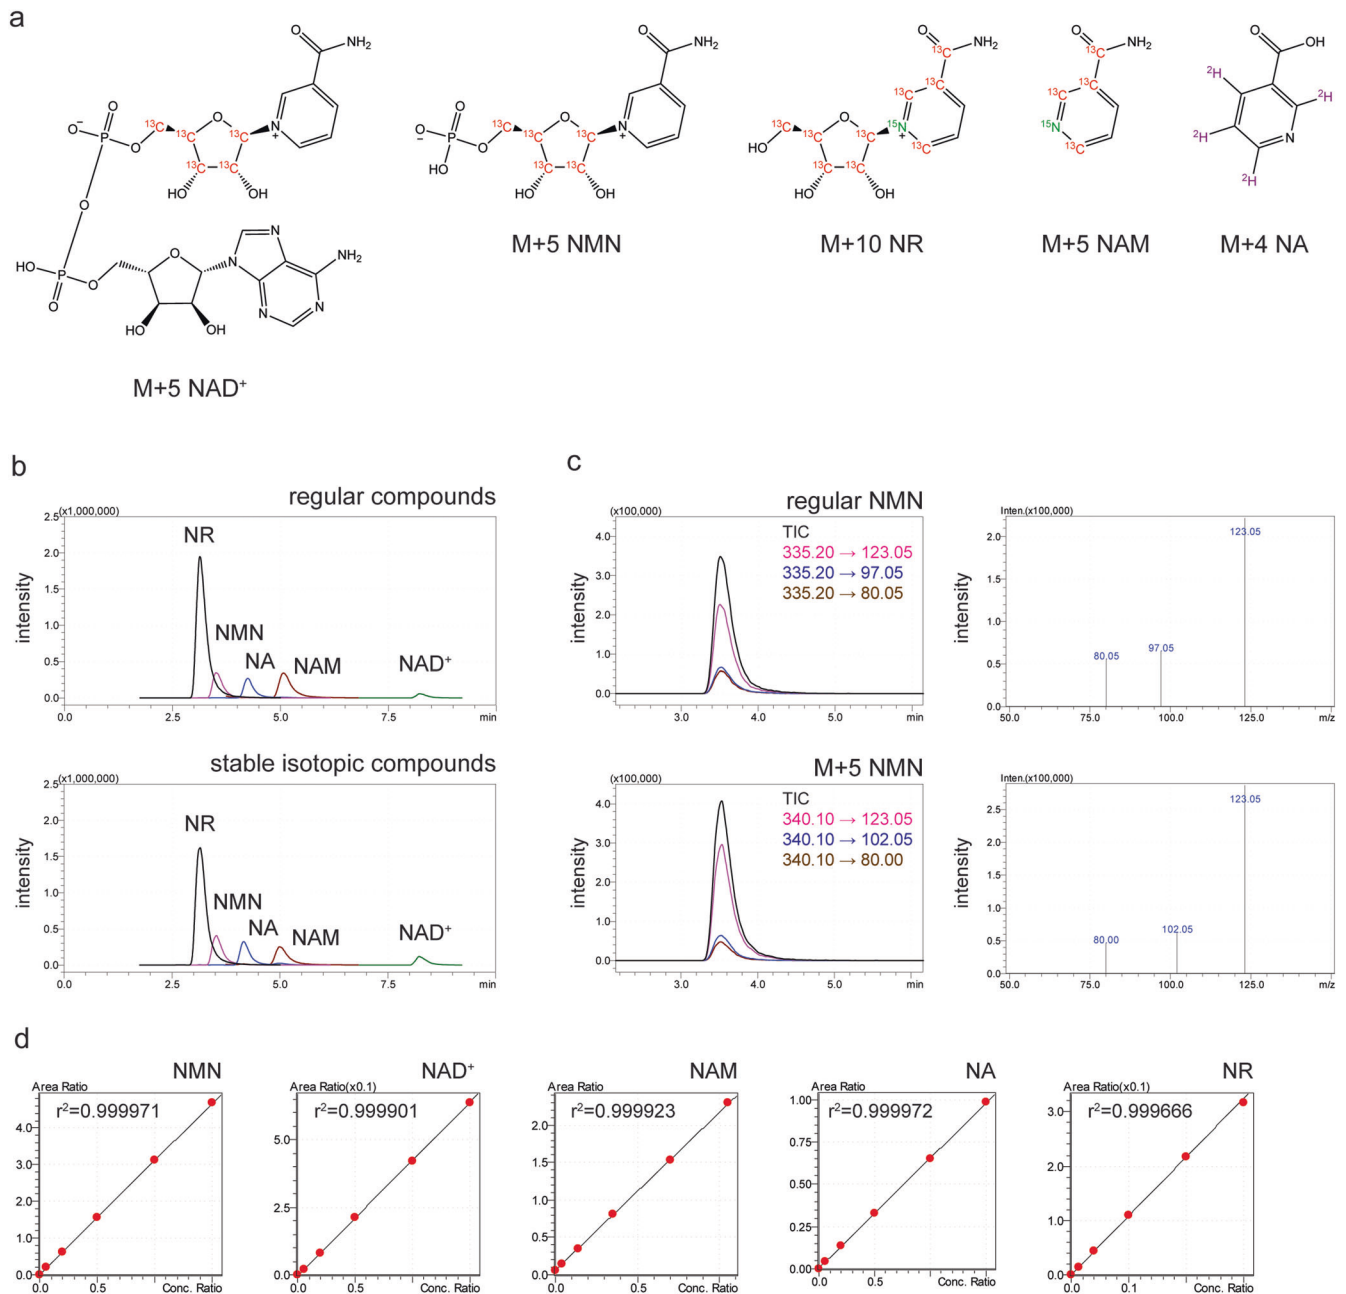 a
O
NH2
O
O−
P
O
13C
13C
O
13C
N+
13C
13C
HO
OH
O
HO
P
O
O
O
N
N
N
N
NH2
HO
OH
M+5 NAD+
O
NH2
O
O−
P
HO
O
13C
13C
O
13C
N+
13C
13C
HO
OH
M+5 NMN
O
13C
NH2
13C
13C
15N+
13C
13C
HO
13C
O
13C
13C
13C
HO
OH
M+10 NR
O
13C
NH2
13C
13C
15N
13C
M+5 NAM
O
OH
2H
2H
2H
N
2H
M+4 NA
b
regular compounds
(x1,000,000)
2.5
2.0
1.5
1.0
0.5
0.0
intensity
NR
NMN
NA
NAM
NAD+
0.0 2.5 5.0 7.5 min
stable isotopic compounds
(x1,000,000)
2.5
2.0
1.5
1.0
0.5
0.0
intensity
NR
NMN
NA
NAM
NAD+
0.0 2.5 5.0 7.5 min
c
regular NMN
(x100,000)
4.0
3.0
2.0
1.0
0.0
intensity
TIC
335.20 → 123.05
335.20 → 97.05
335.20 → 80.05
3.0 4.0 5.0 min
Inten.(x100,000)
2.0
1.5
1.0
0.5
0.0
intensity
123.05
80.05
97.05
50.0 75.0 100.0 125.0 m/z
M+5 NMN
(x100,000)
4.0
3.0
2.0
1.0
0.0
intensity
TIC
340.10 → 123.05
340.10 → 102.05
340.10 → 80.00
3.0 4.0 5.0 min
Inten.(x100,000)
2.5
2.0
1.5
1.0
0.5
0.0
intensity
123.05
80.00
102.05
50.0 75.0 100.0 125.0 m/z
d
NMN
Area Ratio
r2=0.999971
4.0
3.0
2.0
1.0
0.0
0.0 0.5 Conc. Ratio
NAD+
Area Ratio(x0.1)
r2=0.999901
5.0
2.5
0.0
0.0 0.5 Conc. Ratio
NAM
Area Ratio
r2=0.999923
2.0
1.5
1.0
0.5
0.0
0.0 0.5 Conc. Ratio
NA
Area Ratio
r2=0.999972
1.00
0.75
0.50
0.25
0.00
0.0 0.5 Conc. Ratio
NR
Area Ratio(x0.1)
r2=0.999666
3.0
2.0
1.0
0.0
0.0 0.1 Conc. Ratio